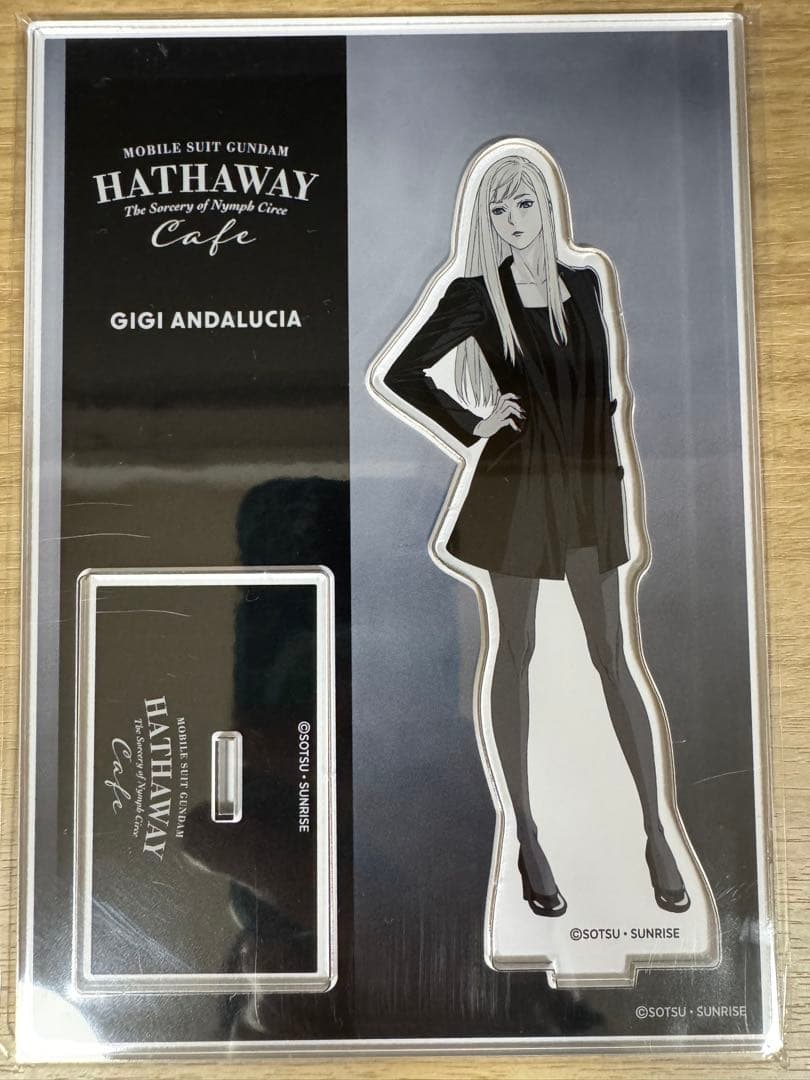 MOBILE SUIT GUNDAM
HATHAWAY
The Sorcery of Nymph Circe
Cafe
GIGI ANDALUCIA
MOBILE SUIT GUNDAM
HATHAWAY
The Sorcery of Nymph Circe
Cafe
©SOTSU・SUNRISE
©SOTSU・SUNRISE
©SOTSU・SUNRISE